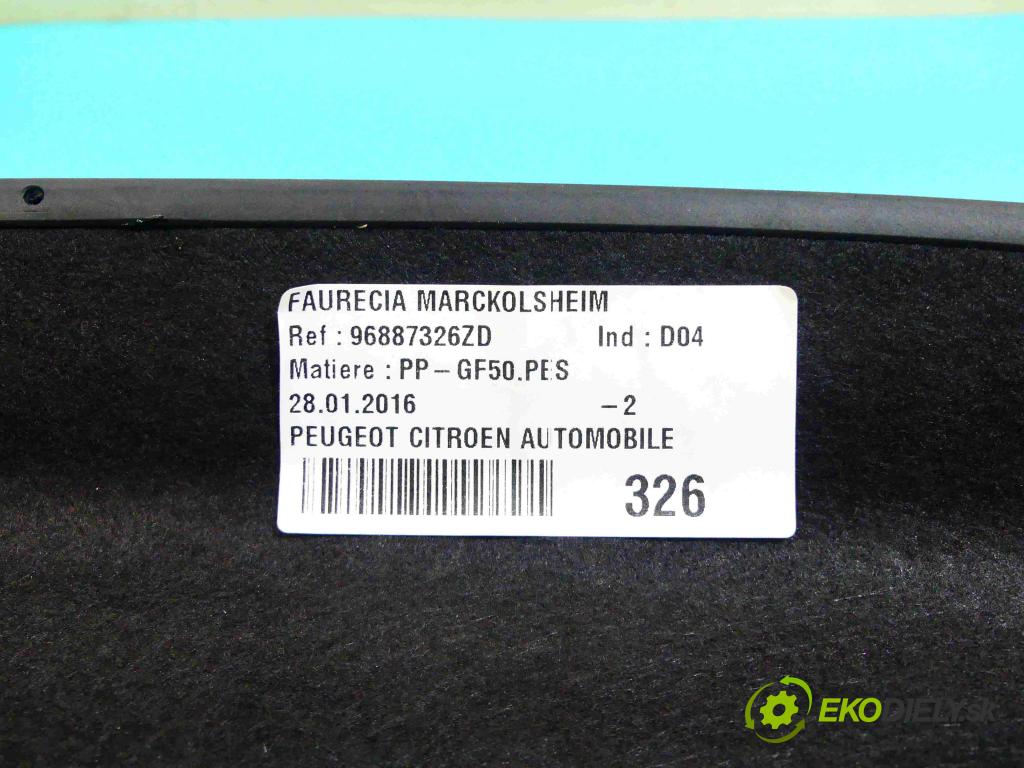 FAURECIA MARCKOLSHEIM
Ref : 96887326ZD Ind : D04
Matiere : PP – GF50.PES
28.01.2016 – 2
PEUGEOT CITROEN AUTOMOBILE
326
EKODIELY.sk